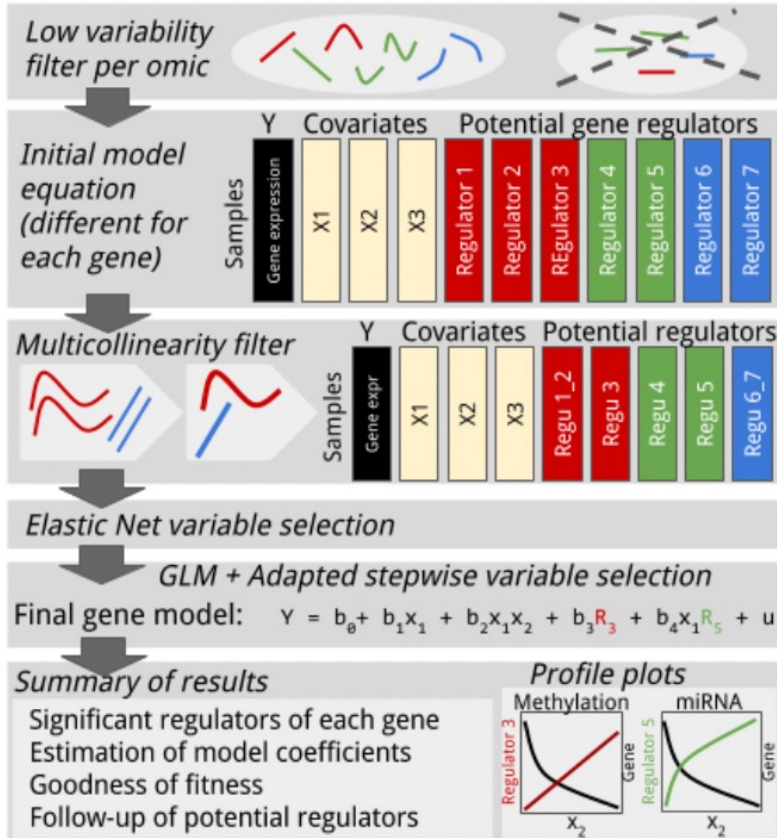 Low variability
filter per omic
Initial model
equation
(different for
each gene)
Y Covariates Potential gene regulators
Samples
Gene expression
X1
X2
X3
Regulator 1
Regulator 2
REgulator 3
Regulator 4
Regulator 5
Regulator 6
Regulator 7
Multicollinearity filter
Y Covariates Potential regulators
Samples
Gene expr
X1
X2
X3
Regu 1_2
Regu 3
Regu 4
Regu 5
Regu 6_7
Elastic Net variable selection
GLM + Adapted stepwise variable selection
Final gene model: Y = b₀+ b₁x₁ + b₂x₁x₂ + b₃R₃ + b₄x₁R₅ + u
Summary of results
Significant regulators of each gene
Estimation of model coefficients
Goodness of fitness
Follow-up of potential regulators
Profile plots
Methylation miRNA
Regulator 3
Gene
Regulator 5
Gene
X₂ X₂